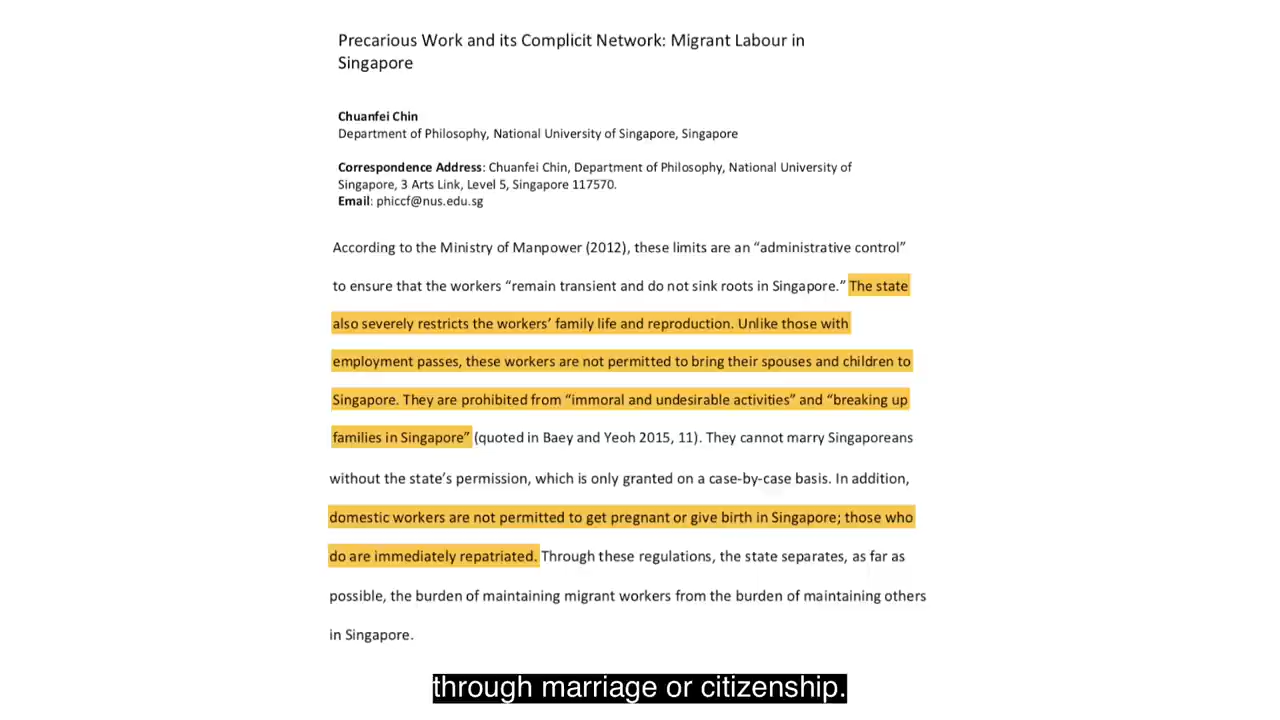 Precarious Work and its Complicit Network: Migrant Labour in
Singapore
Chuanfei Chin
Department of Philosophy, National University of Singapore, Singapore
Correspondence Address: Chuanfei Chin, Department of Philosophy, National University of
Singapore, 3 Arts Link, Level 5, Singapore 117570.
Email: phiccf@nus.edu.sg
According to the Ministry of Manpower (2012), these limits are an “administrative control”
to ensure that the workers “remain transient and do not sink roots in Singapore.” The state
also severely restricts the workers’ family life and reproduction. Unlike those with
employment passes, these workers are not permitted to bring their spouses and children to
Singapore. They are prohibited from “immoral and undesirable activities” and “breaking up
families in Singapore” (quoted in Baey and Yeoh 2015, 11). They cannot marry Singaporeans
without the state’s permission, which is only granted on a case-by-case basis. In addition,
domestic workers are not permitted to get pregnant or give birth in Singapore; those who
do are immediately repatriated. Through these regulations, the state separates, as far as
possible, the burden of maintaining migrant workers from the burden of maintaining others
in Singapore.
through marriage or citizenship.